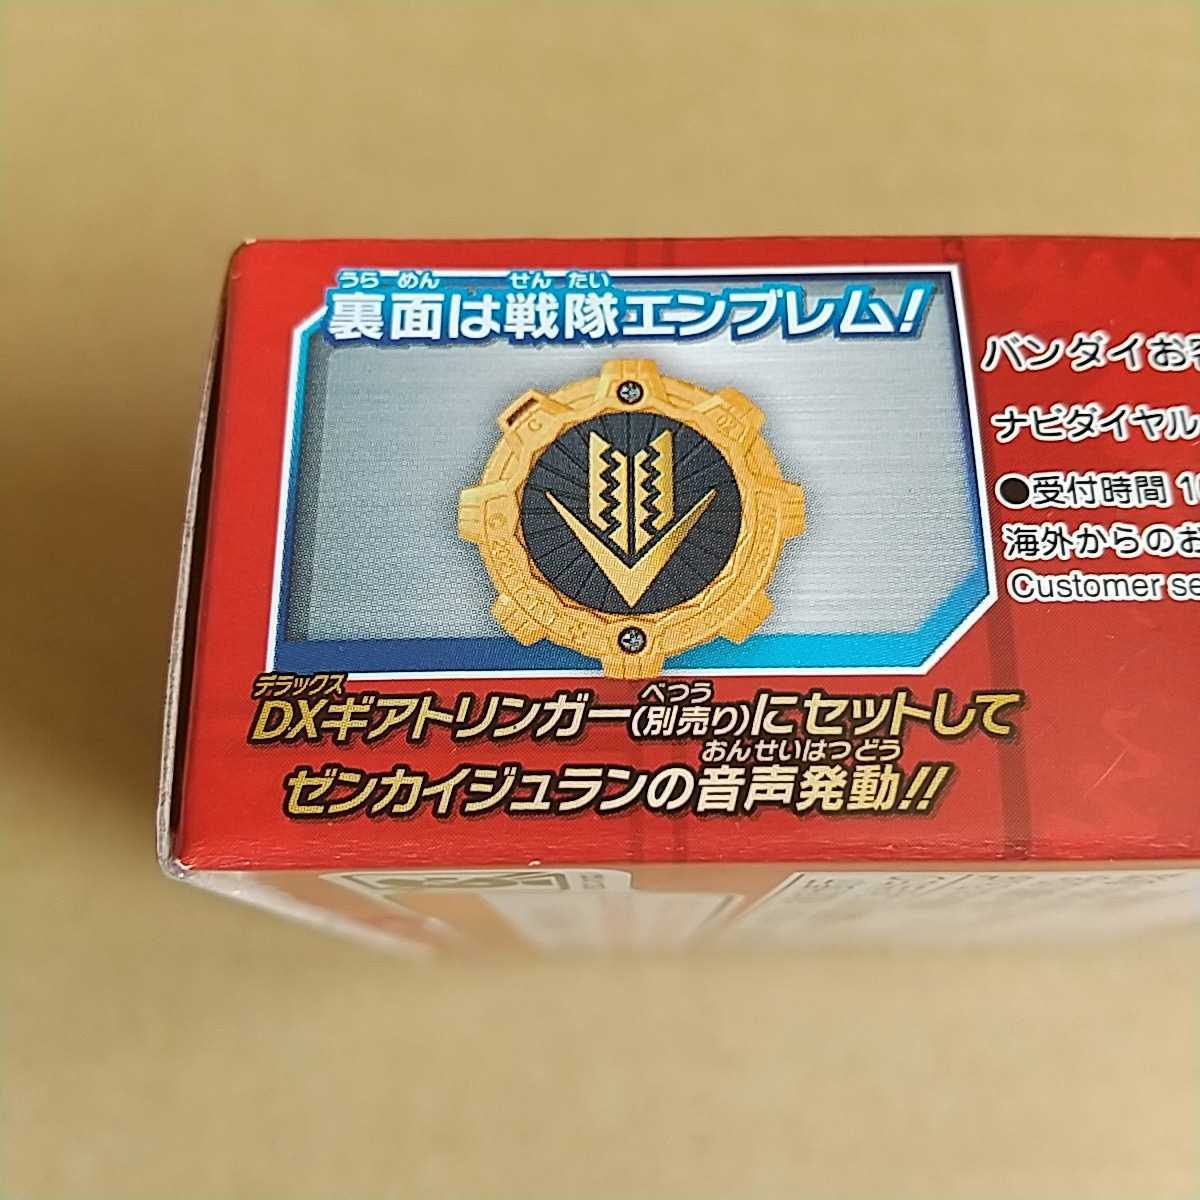 うら めん せん たい
裏面は戦隊エンブレム!
デラックス べつう
DXギアトリンガー(別売り)にセットして
おんせいはつどう
ゼンカイジュランの音声発動!!
バンダイお
ナビダイヤル
●受付時間 10
海外からのお
Customer se